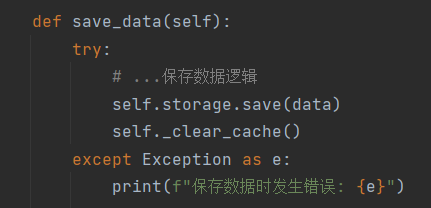 def save_data(self):
    try:
        # ...保存数据逻辑
        self.storage.save(data)
        self._clear_cache()
    except Exception as e:
        print(f"保存数据时发生错误: {e}")